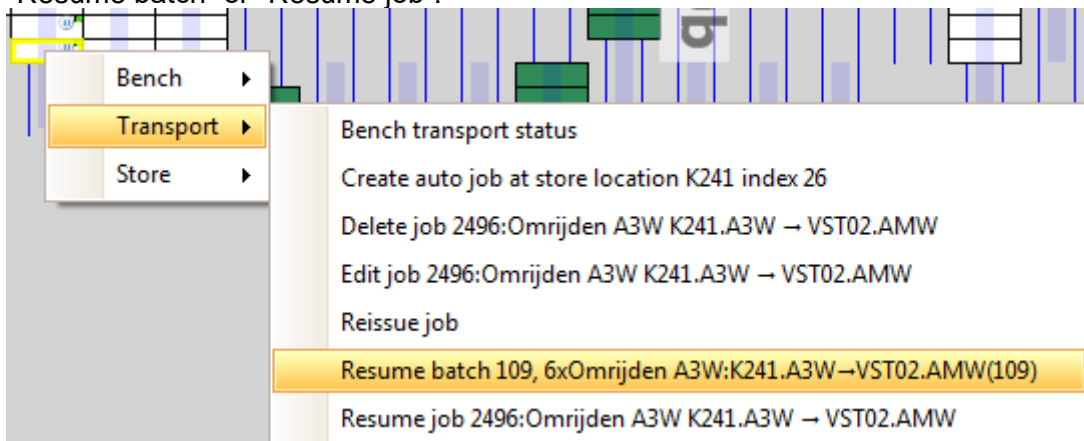 "Resume batch" or "Resume job".
Bench
Transport
Store
Bench transport status
Create auto job at store location K241 index 26
Delete job 2496:Omrijden A3W K241.A3W → VST02.AMW
Edit job 2496:Omrijden A3W K241.A3W → VST02.AMW
Reissue job
Resume batch 109, 6xOmrijden A3W:K241.A3W→VST02.AMW(109)
Resume job 2496:Omrijden A3W K241.A3W → VST02.AMW